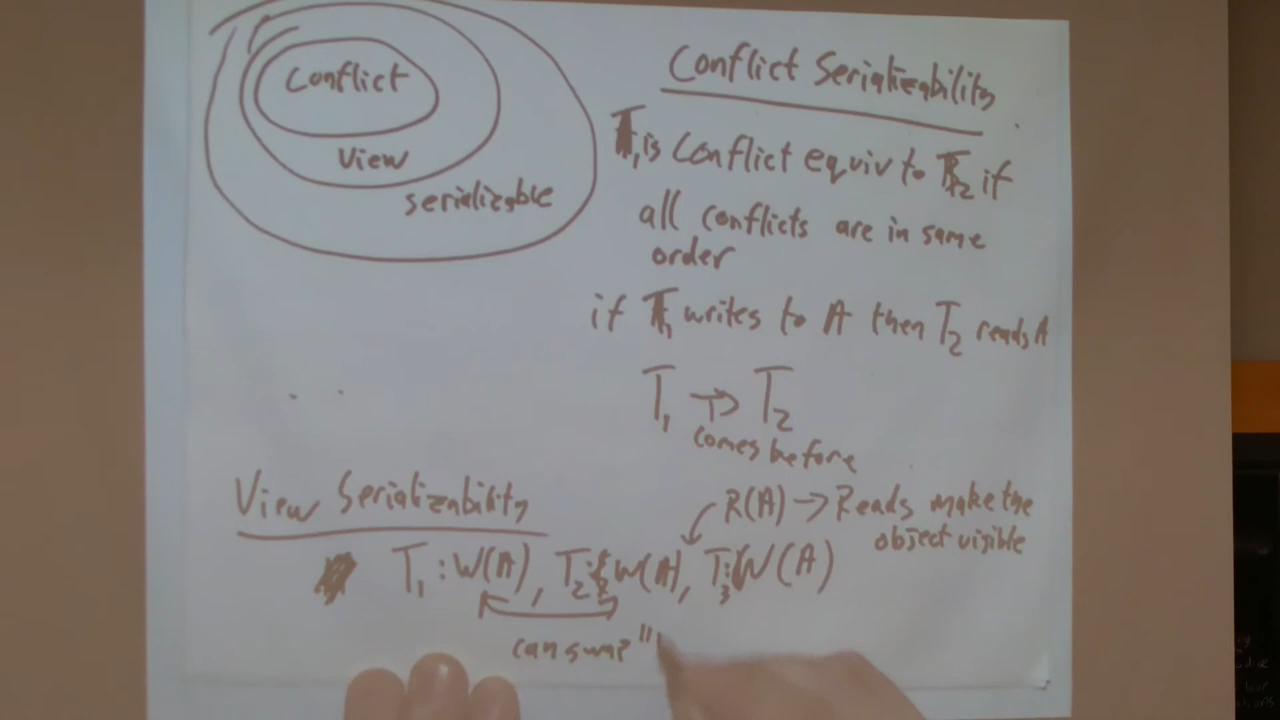 Conflict
View
serializable
Conflict Serializeability
T1 is Conflict equiv to T2 if
all conflicts are in same
order
if T1 writes to A then T2 reads A
T1 → T2
comes before
View Serializability
R(A) → Reads make the
object visible
T1: W(A), T2: W(A), T3: W(A)
can swap "